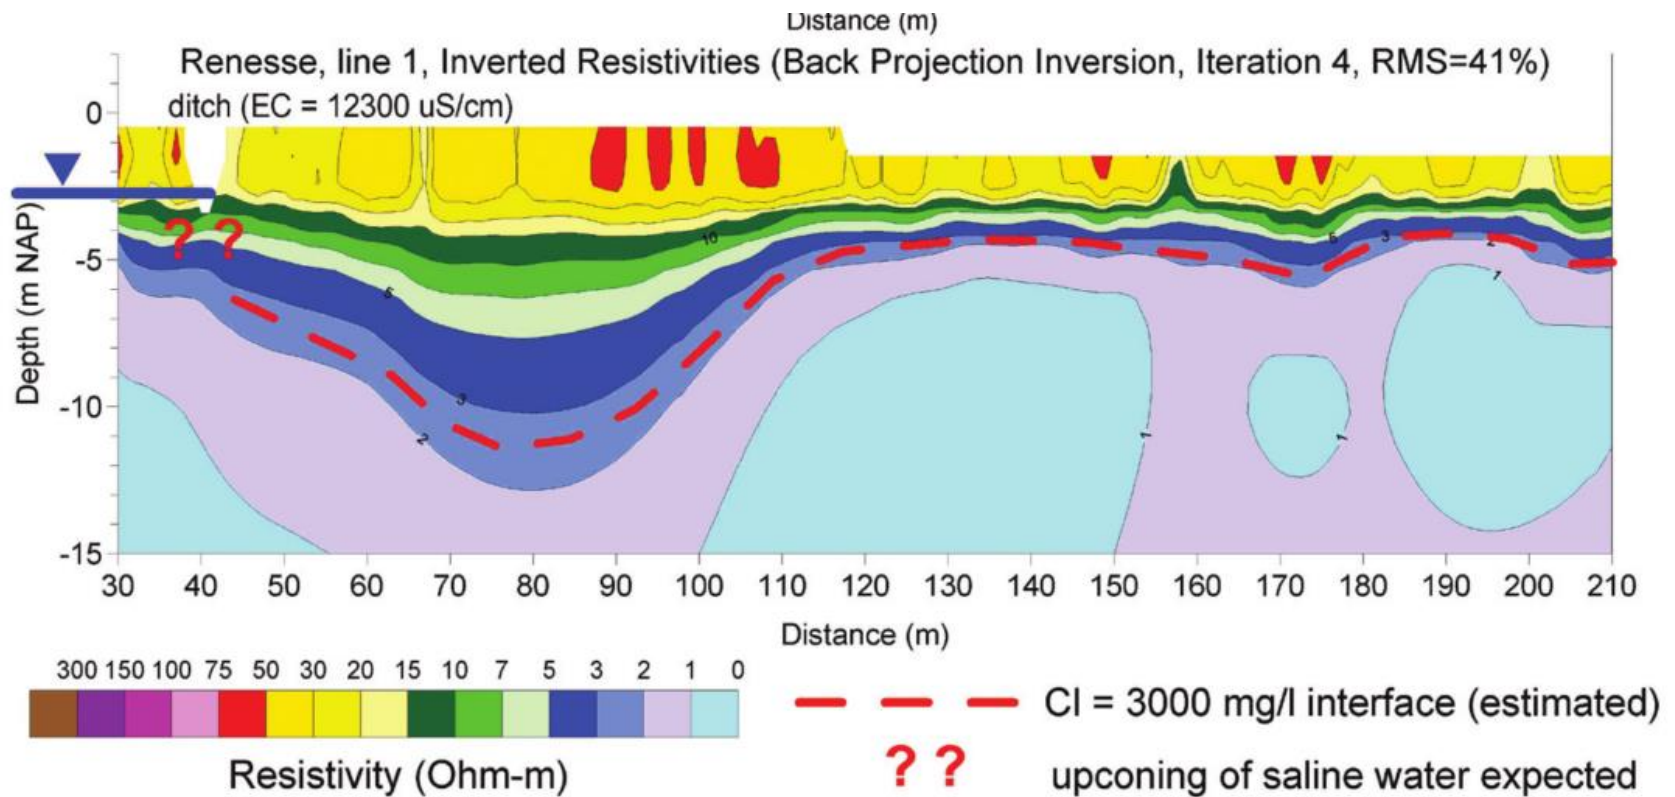 Distance (m)
Renesse, line 1, Inverted Resistivities (Back Projection Inversion, Iteration 4, RMS=41%)
ditch (EC = 12300 uS/cm)
0
-5
-10
-15
Depth (m NAP)
? ?
10
5
3
2
5
3
2
1
1
1
30 40 50 60 70 80 90 100 110 120 130 140 150 160 170 180 190 200 210
Distance (m)
300 150 100 75 50 30 20 15 10 7 5 3 2 1 0
Resistivity (Ohm-m)
Cl = 3000 mg/l interface (estimated)
? ? upconing of saline water expected